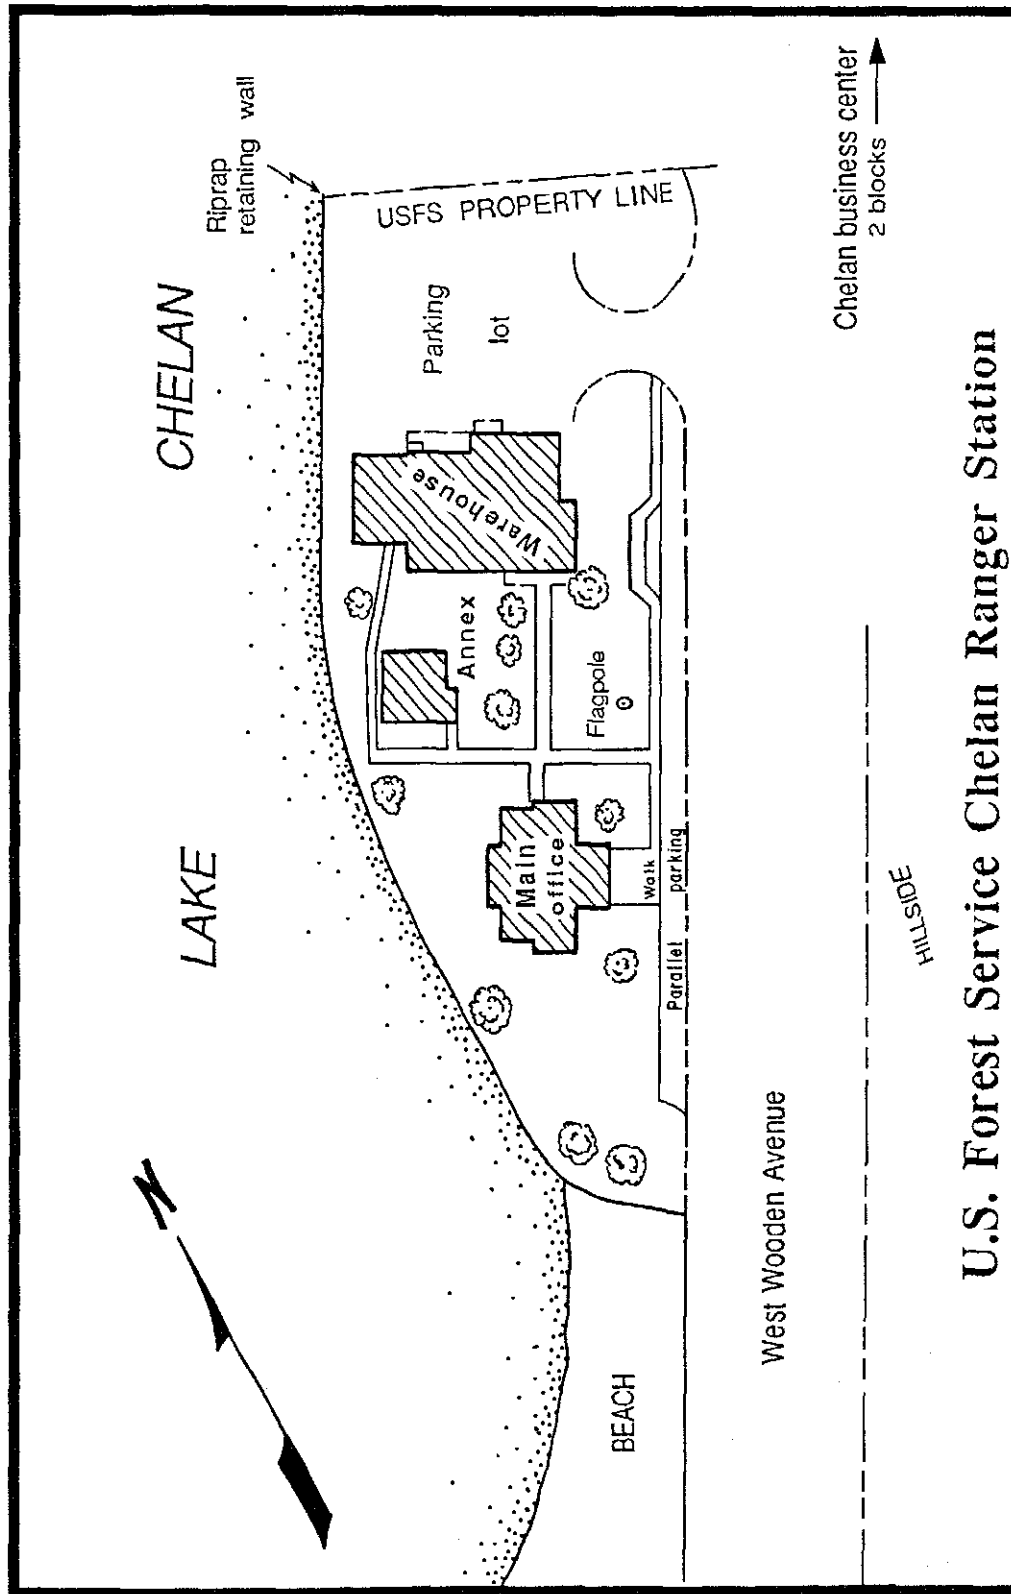 LAKE CHELAN
Riprap
retaining wall
N
USFS PROPERTY LINE
Parking
lot
Warehouse
Annex
Flagpole
Main
office
Walk
Parallel parking
BEACH
West Wooden Avenue
HILLSIDE
Chelan business center
2 blocks
U.S. Forest Service Chelan Ranger Station